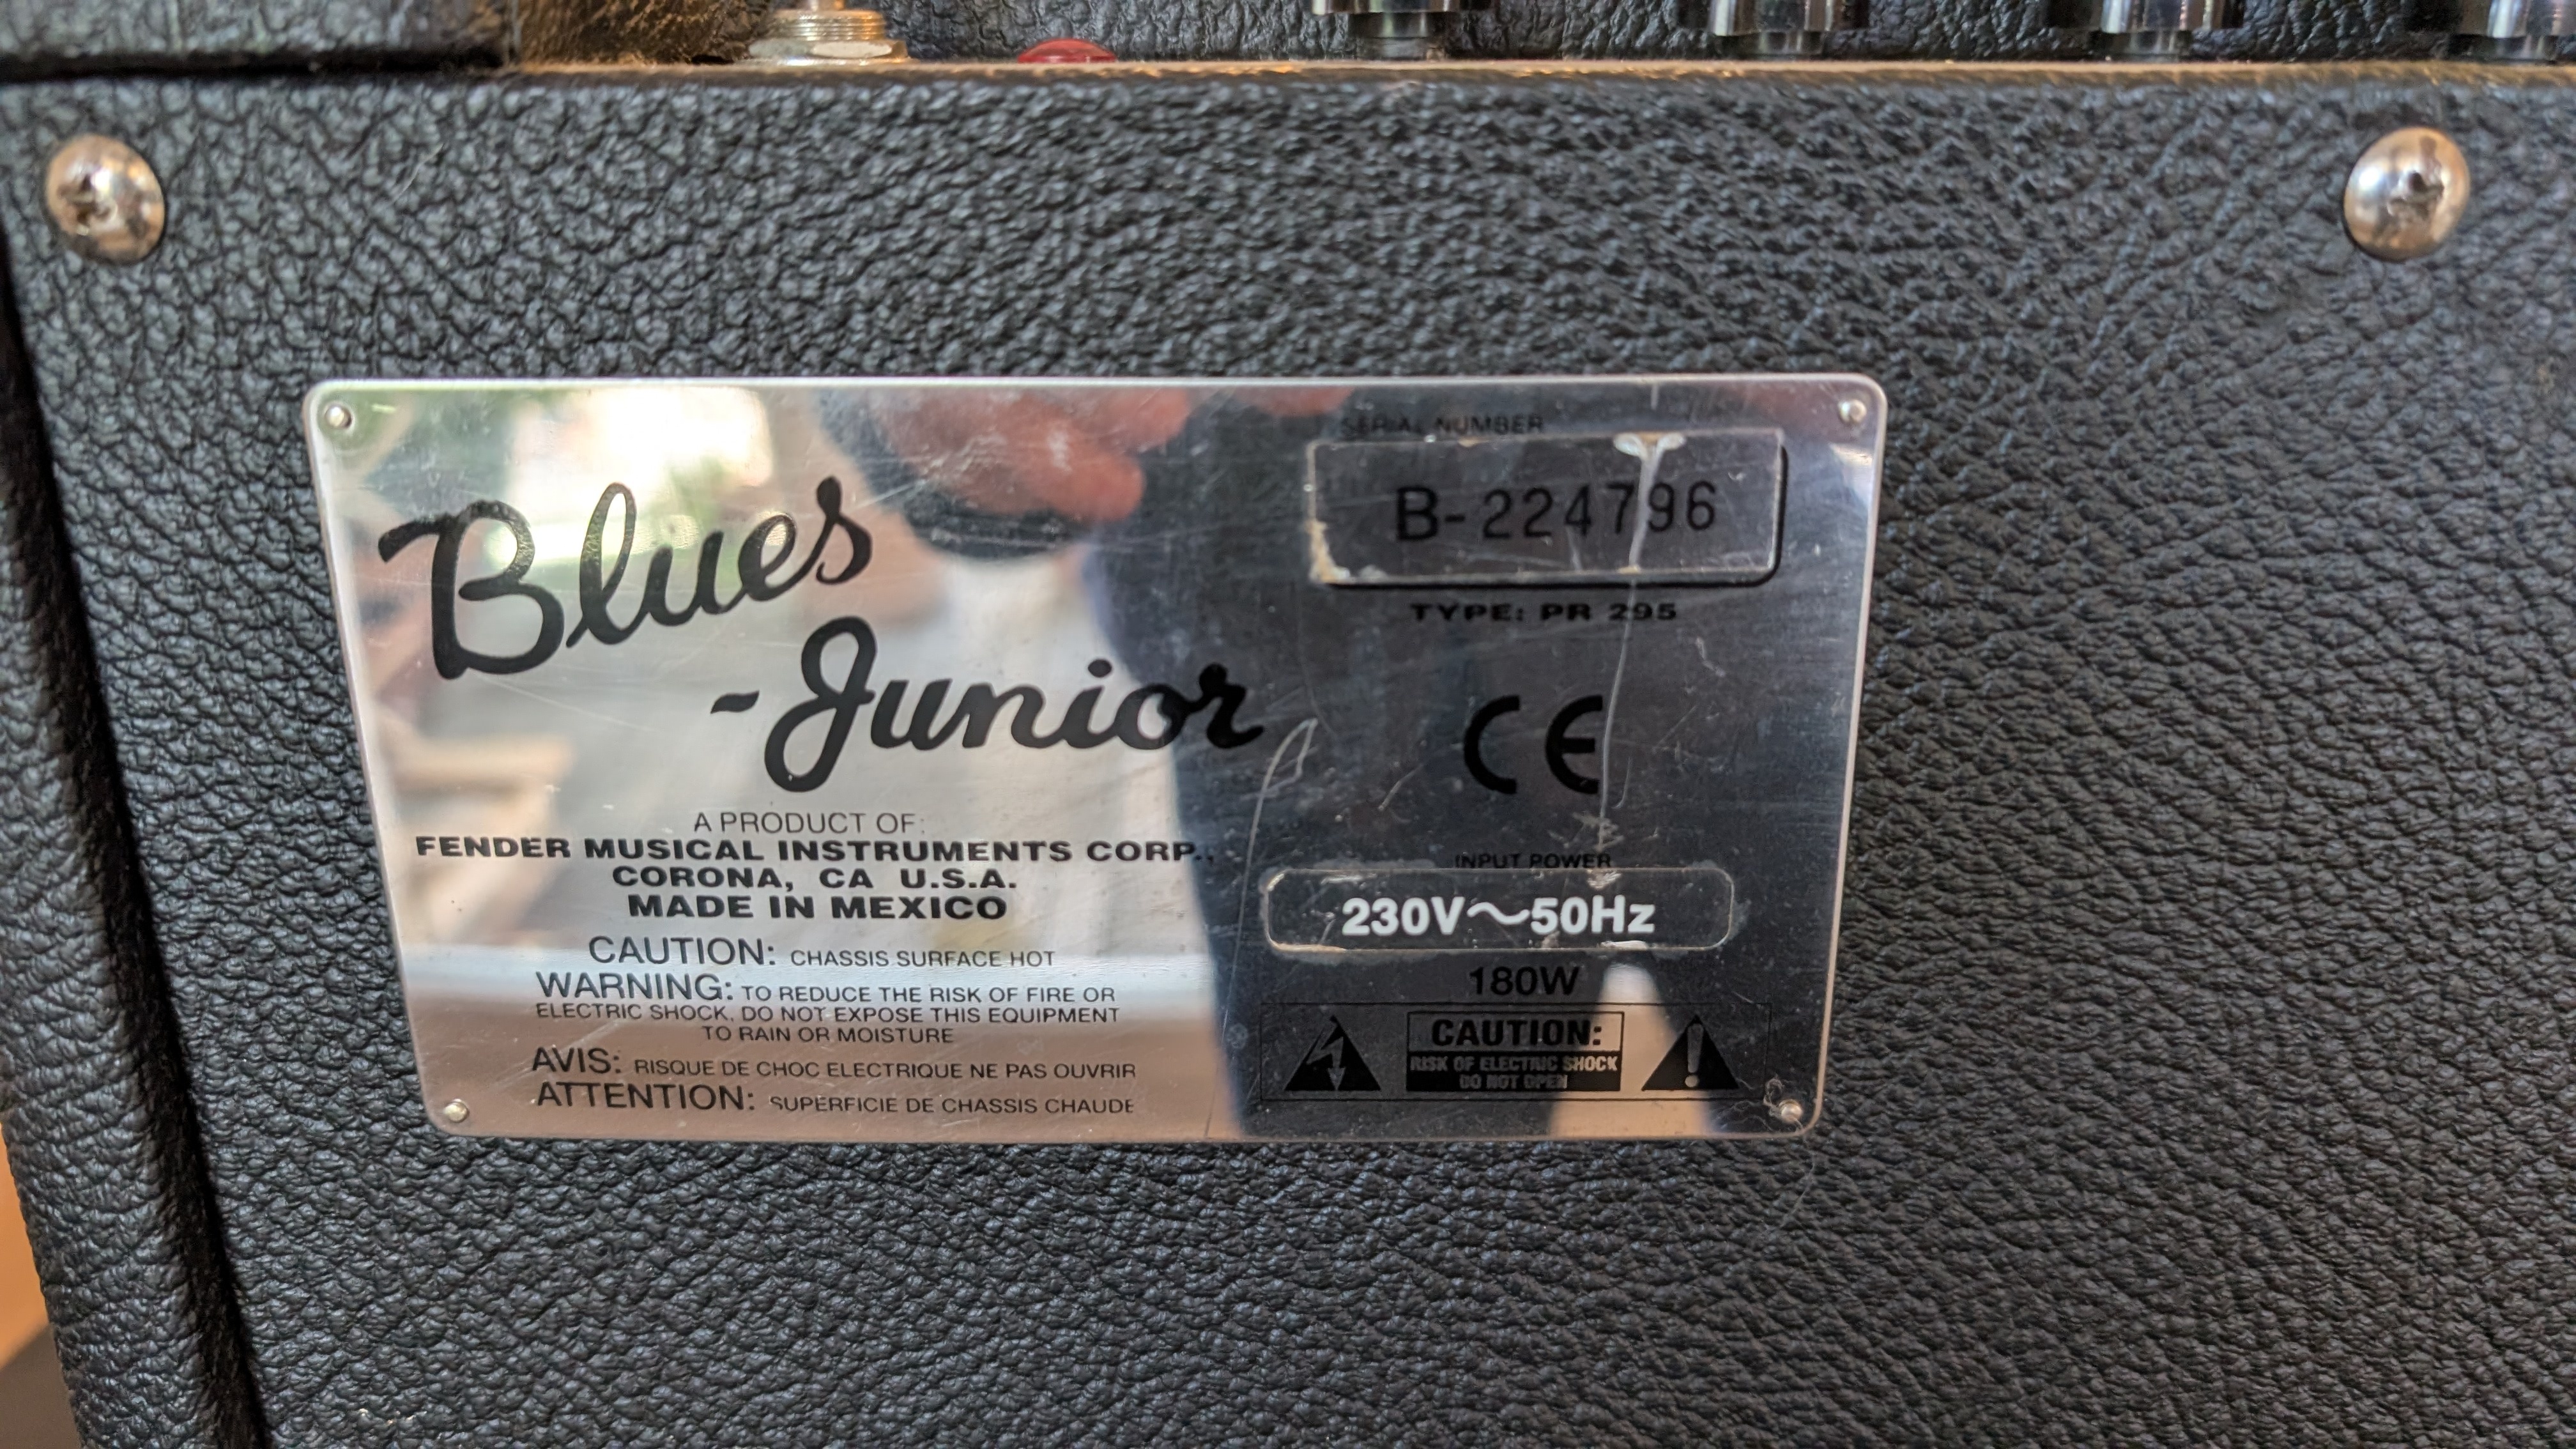 Blues
-Junior
A PRODUCT OF:
FENDER MUSICAL INSTRUMENTS CORP.,
CORONA, CA U.S.A.
MADE IN MEXICO
CAUTION: CHASSIS SURFACE HOT
WARNING: TO REDUCE THE RISK OF FIRE OR
ELECTRIC SHOCK, DO NOT EXPOSE THIS EQUIPMENT
TO RAIN OR MOISTURE
AVIS: RISQUE DE CHOC ELECTRIQUE NE PAS OUVRIR
ATTENTION: SUPERFICIE DE CHASSIS CHAUDE
SERIAL NUMBER
B-224796
TYPE: PR 295
CE
INPUT POWER
230V～50Hz
180W
CAUTION:
RISK OF ELECTRIC SHOCK
DO NOT OPEN